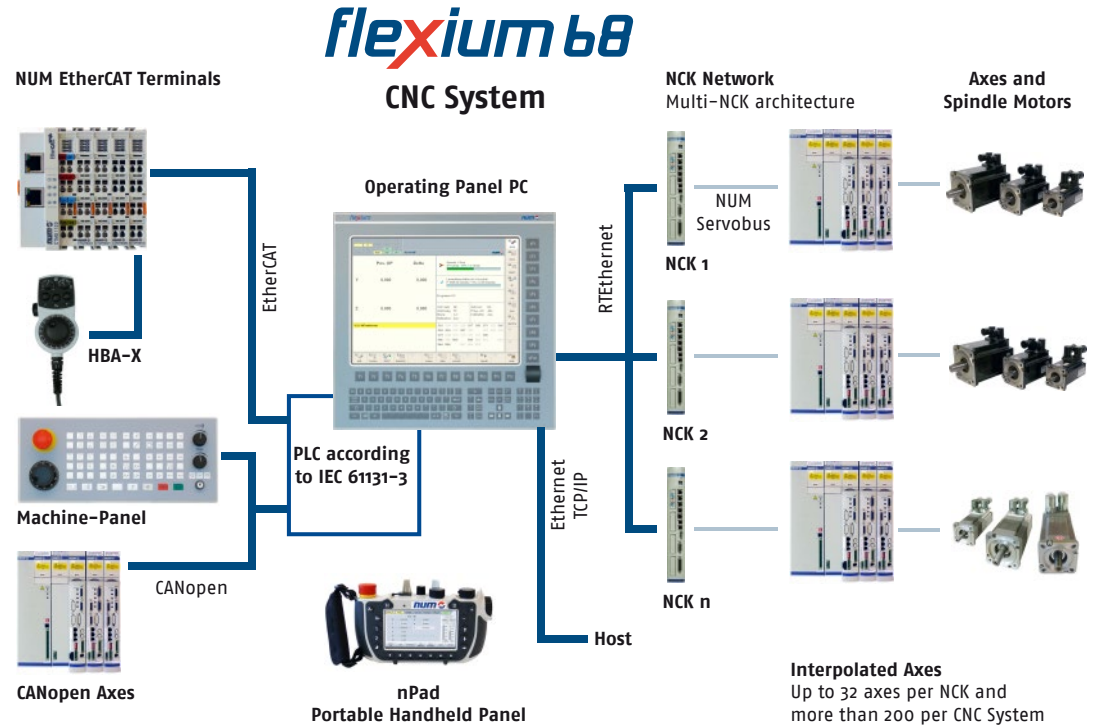 flexium 68
CNC System
NUM EtherCAT Terminals
HBA-X
Machine-Panel
CANopen Axes
EtherCAT
CANopen
Operating Panel PC
flexium
num
PLC according
to IEC 61131-3
num
nPad
Portable Handheld Panel
RTEthernet
Ethernet
TCP/IP
Host
NCK Network
Multi-NCK architecture
NUM
Servobus
NCK 1
NCK 2
NCK n
Axes and
Spindle Motors
Interpolated Axes
Up to 32 axes per NCK and
more than 200 per CNC System